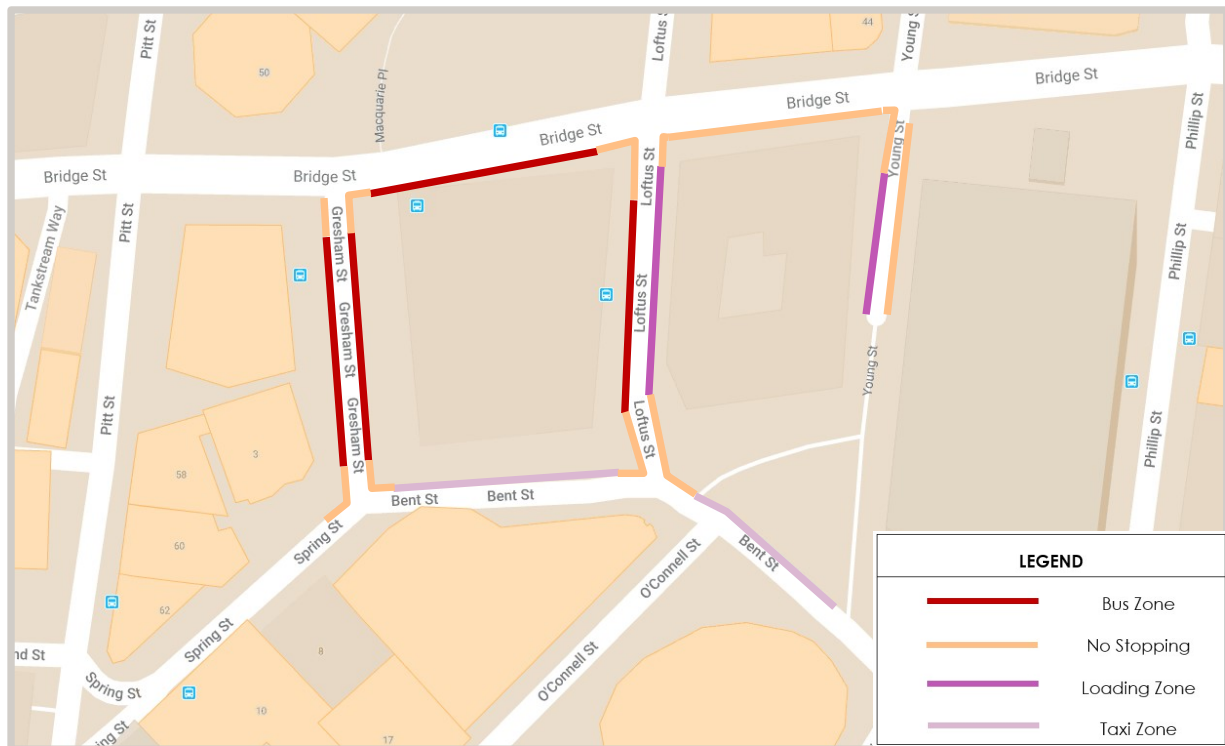 Pitt St
50
Macquarie Pl
Loftus S
44
Young S
Bridge St
Bridge St
Bridge St
Phillip St
Bridge St
Bridge St
Young St
Loftus St
Tankstream Way
Pitt St
Gresham St
Phillip St
Loftus St
Gresham St
Young St
Pitt St
Gresham St
Loftus St
Phillip St
3
58
Bent St
Bent St
Spring St
60
O'Connell St
Bent St
62
Spring St
8
nd St
O'Connell St
Spring St
10
ing St
17
LEGEND
Bus Zone
No Stopping
Loading Zone
Taxi Zone